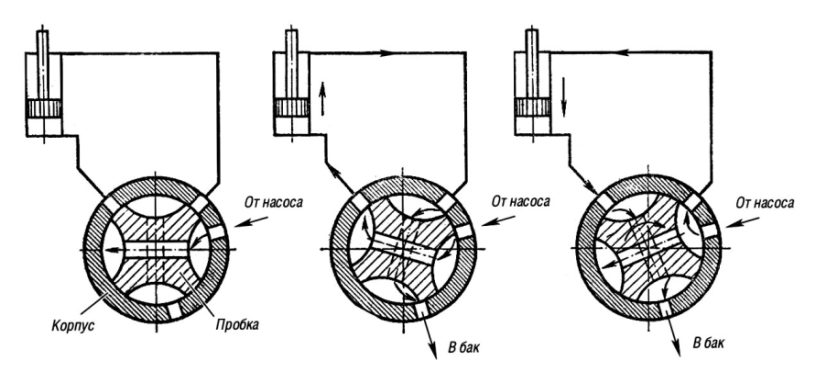 От насоса
Корпус
Пробка
От насоса
В бак
От насоса
В бак